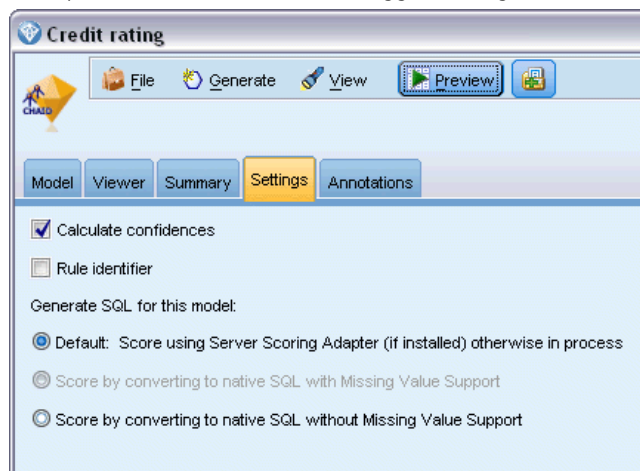 Credit rating
CHAID
File Generate View Preview
Model Viewer Summary Settings Annotations
Calculate confidences
Rule identifier
Generate SQL for this model:
Default: Score using Server Scoring Adapter (if installed) otherwise in process
Score by converting to native SQL with Missing Value Support
Score by converting to native SQL without Missing Value Support